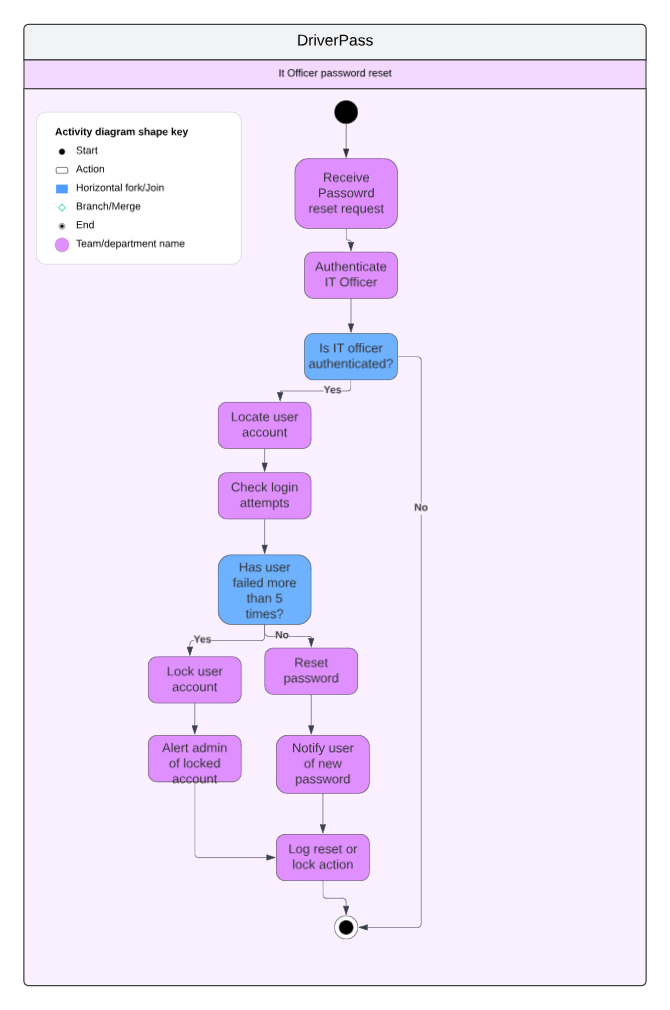 DriverPass
It Officer password reset
Activity diagram shape key
Start
Action
Horizontal fork/Join
Branch/Merge
End
Team/department name
Receive
Passowrd
reset request
Authenticate
IT Officer
Is IT officer
authenticated?
Yes
Locate user
account
Check login
attempts
No
Has user
failed more
than 5
times?
Yes
No
Lock user
account
Reset
password
Alert admin
of locked
account
Notify user
of new
password
Log reset or
lock action